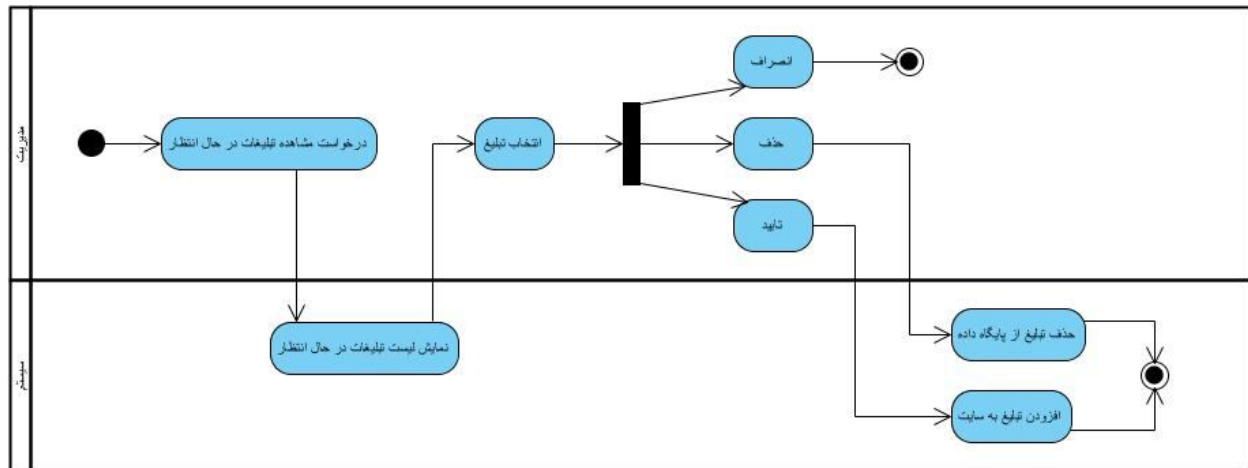 مدیریت
درخواست مشاهده تبلیغات در حال انتظار
انتخاب تبلیغ
انصراف
حذف
تایید
سیستم
نمایش لیست تبلیغات در حال انتظار
حذف تبلیغ از پایگاه داده
افزودن تبلیغ به سایت